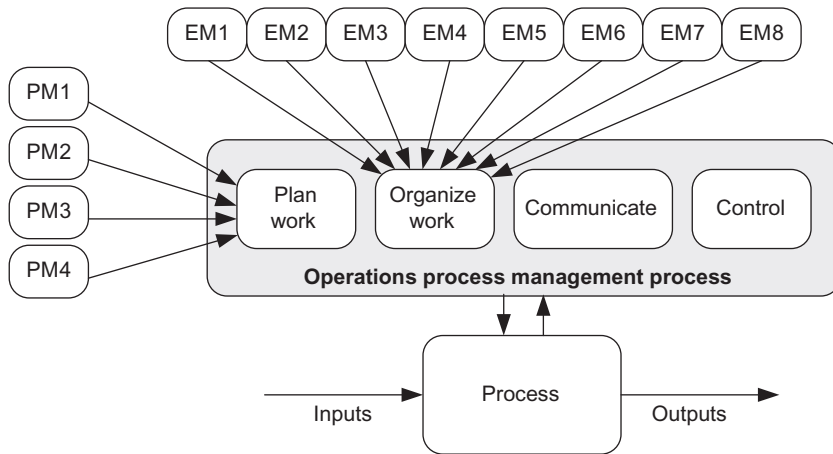 EM1 EM2 EM3 EM4 EM5 EM6 EM7 EM8
PM1
PM2
PM3
PM4
Plan
work
Organize
work
Communicate
Control
Operations process management process
Process
Inputs
Outputs